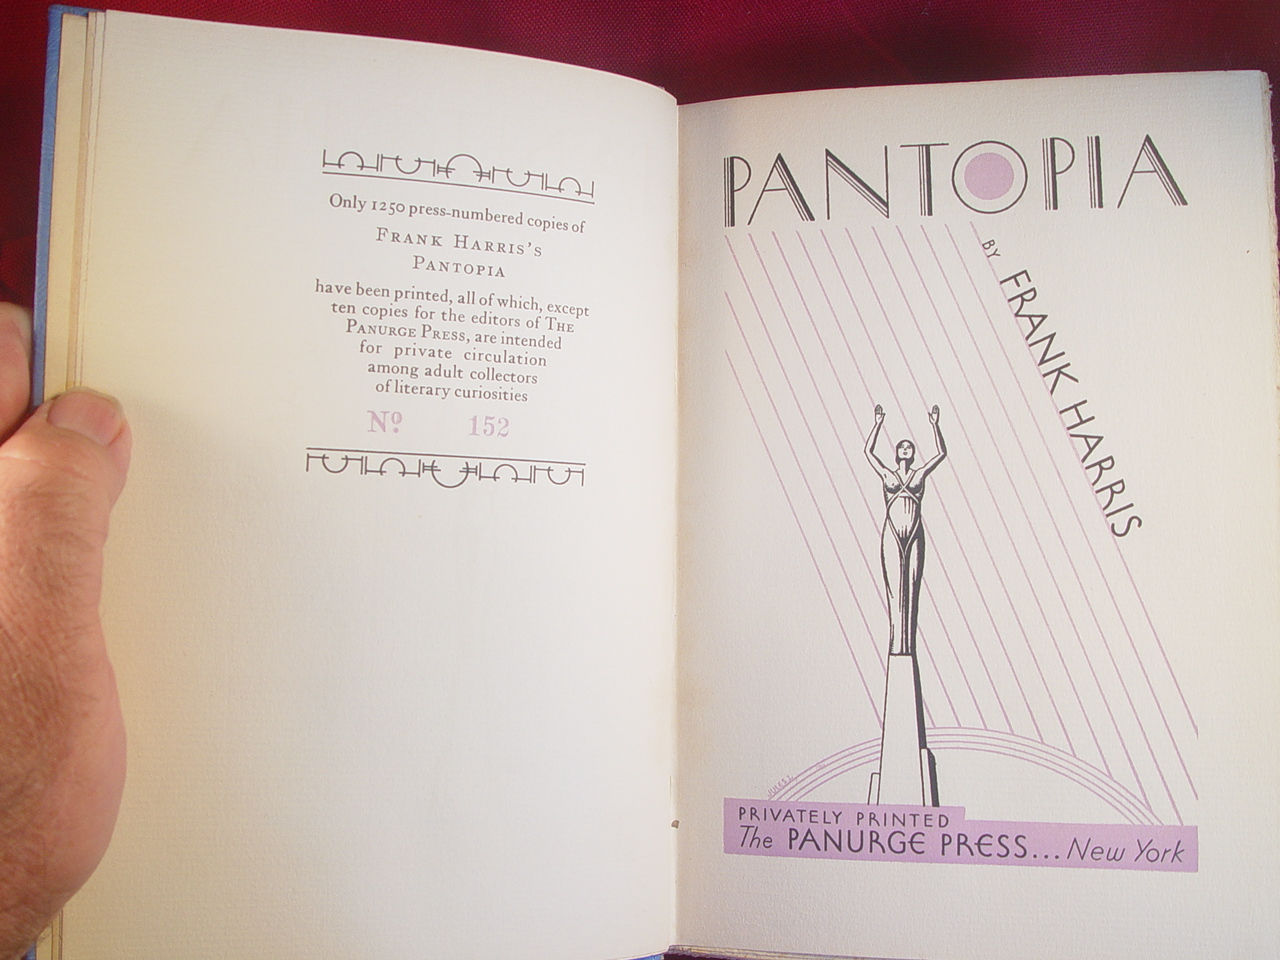 Only 1250 press-numbered copies of
FRANK HARRIS'S
PANTOPIA
have been printed, all of which, except
ten copies for the editors of THE
PANURGE PRESS, are intended
for private circulation
among adult collectors
of literary curiosities
Nº 152
PANTOPIA
BY FRANK HARRIS
PRIVATELY PRINTED
The PANURGE PRESS... New York